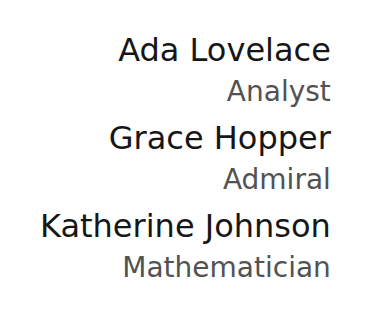 Ada Lovelace
Analyst
Grace Hopper
Admiral
Katherine Johnson
Mathematician